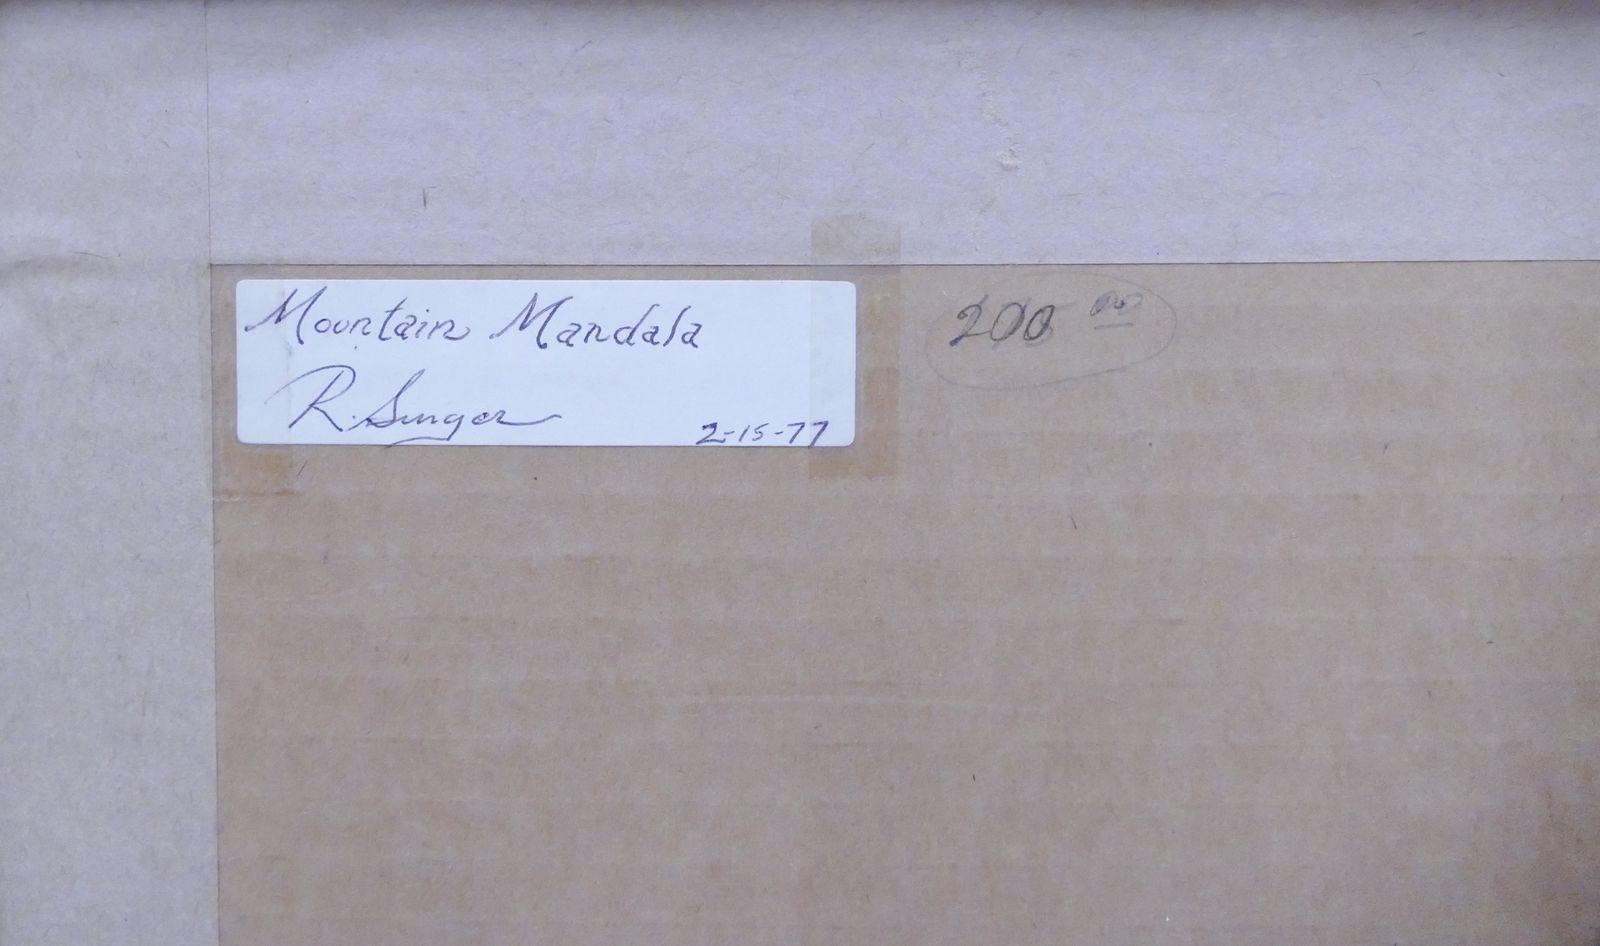 Mountain Mandala
R. Singer
2-15-77
200 00